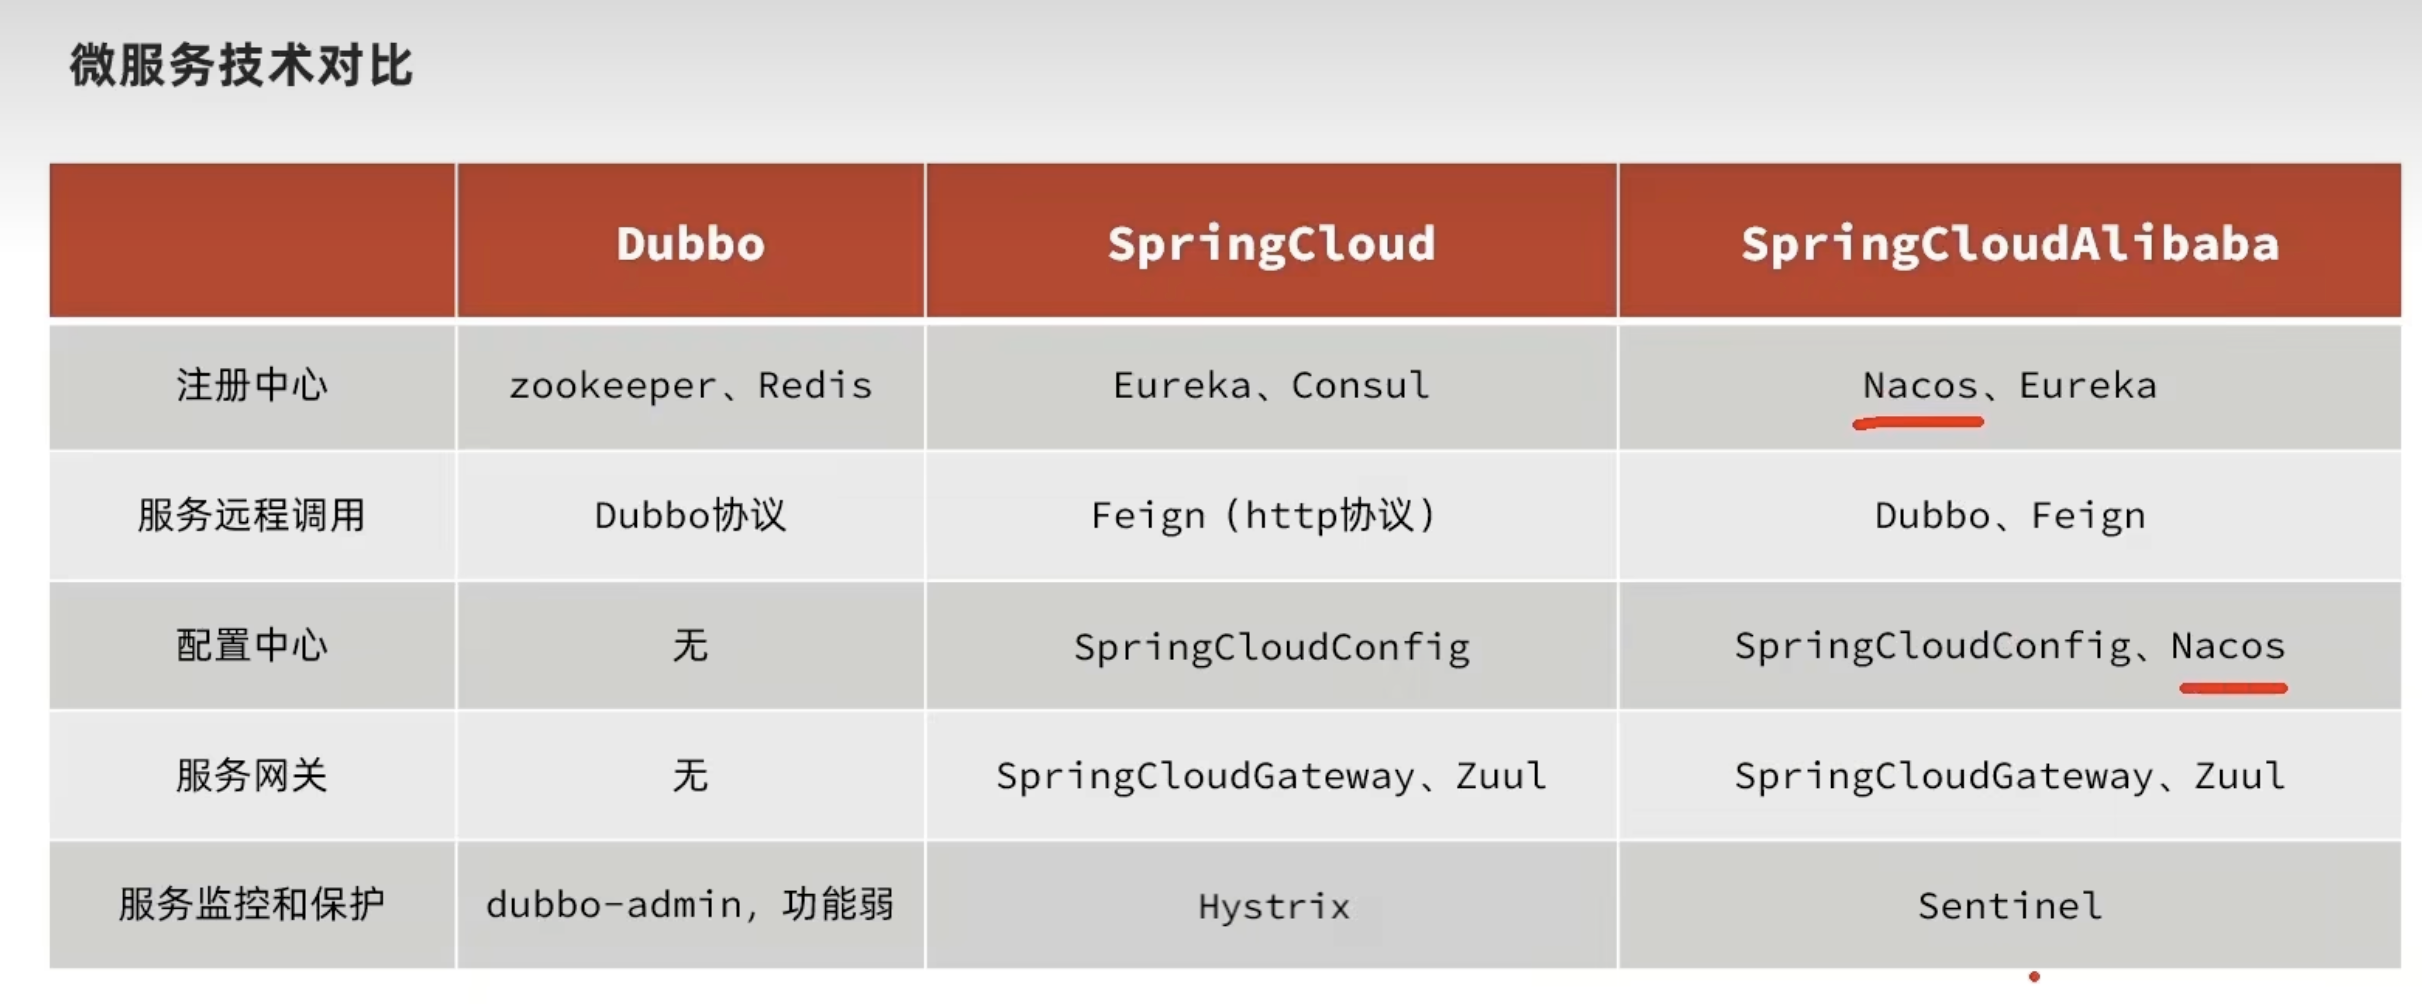 微服务技术对比
Dubbo SpringCloud SpringCloudAlibaba
注册中心 zookeeper、Redis Eureka、Consul Nacos、Eureka
服务远程调用 Dubbo协议 Feign（http协议） Dubbo、Feign
配置中心 无 SpringCloudConfig SpringCloudConfig、Nacos
服务网关 无 SpringCloudGateway、Zuul SpringCloudGateway、Zuul
服务监控和保护 dubbo-admin，功能弱 Hystrix Sentinel